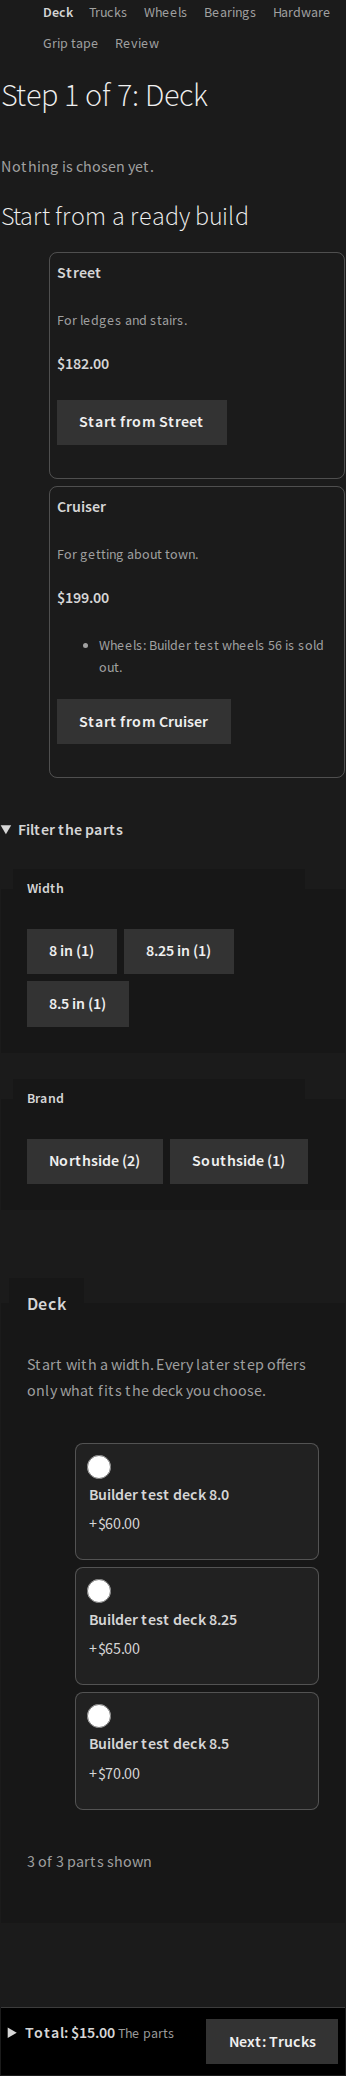 Deck Trucks Wheels Bearings Hardware
Grip tape Review
Step 1 of 7: Deck
Nothing is chosen yet.
Start from a ready build
Street
For ledges and stairs.
$182.00
Start from Street
Cruiser
For getting about town.
$199.00
Wheels: Builder test wheels 56 is sold
out.
Start from Cruiser
Filter the parts
Width
8 in (1) 8.25 in (1)
8.5 in (1)
Brand
Northside (2) Southside (1)
Deck
Start with a width. Every later step offers
only what fits the deck you choose.
Builder test deck 8.0
+$60.00
Builder test deck 8.25
+$65.00
Builder test deck 8.5
+$70.00
3 of 3 parts shown
Total: $15.00 The parts
Next: Trucks